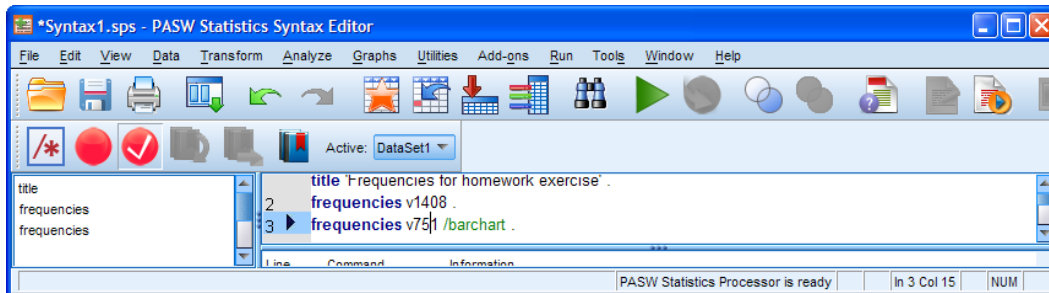 *Syntax1.sps - PASW Statistics Syntax Editor
File Edit View Data Transform Analyze Graphs Utilities Add-ons Run Tools Window Help
/* Active: DataSet1
title
frequencies
frequencies
title 'Frequencies for homework exercise' .
2 frequencies v1408 .
3 frequencies v751 /barchart .
Line Command Information
PASW Statistics Processor is ready In 3 Col 15 NUM